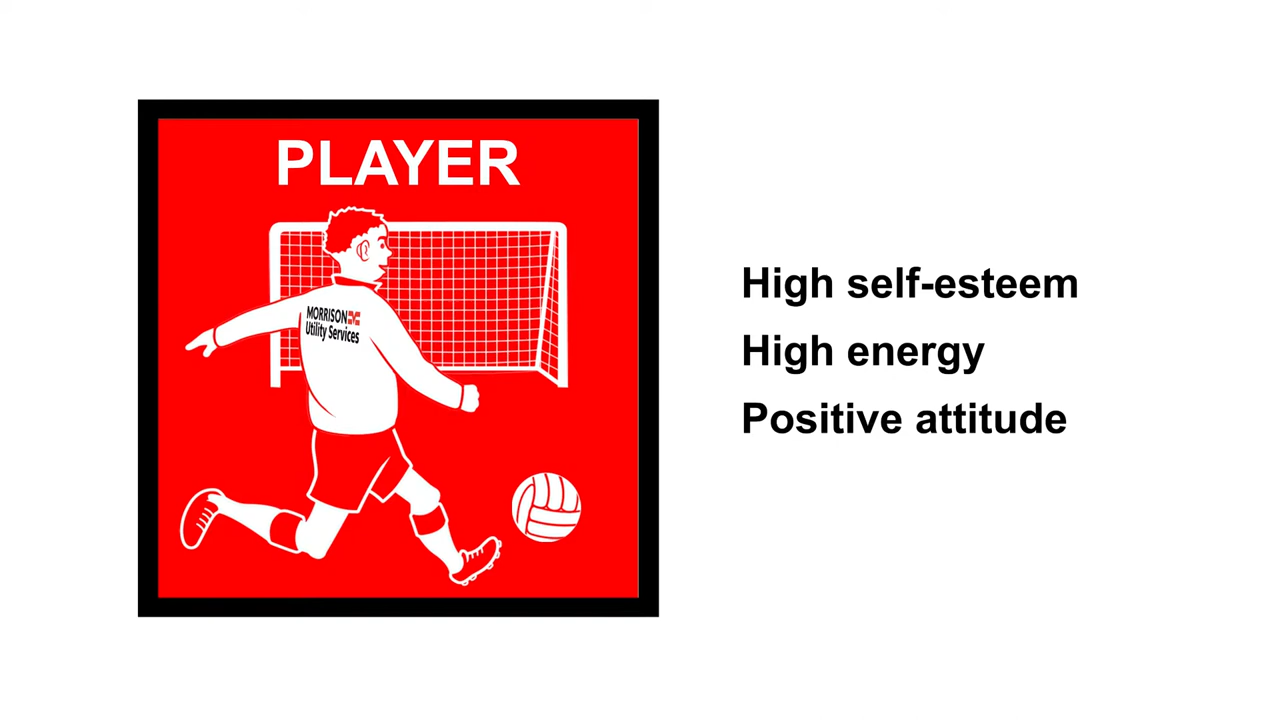 PLAYER
MORRISON
Utility Services
High self-esteem
High energy
Positive attitude